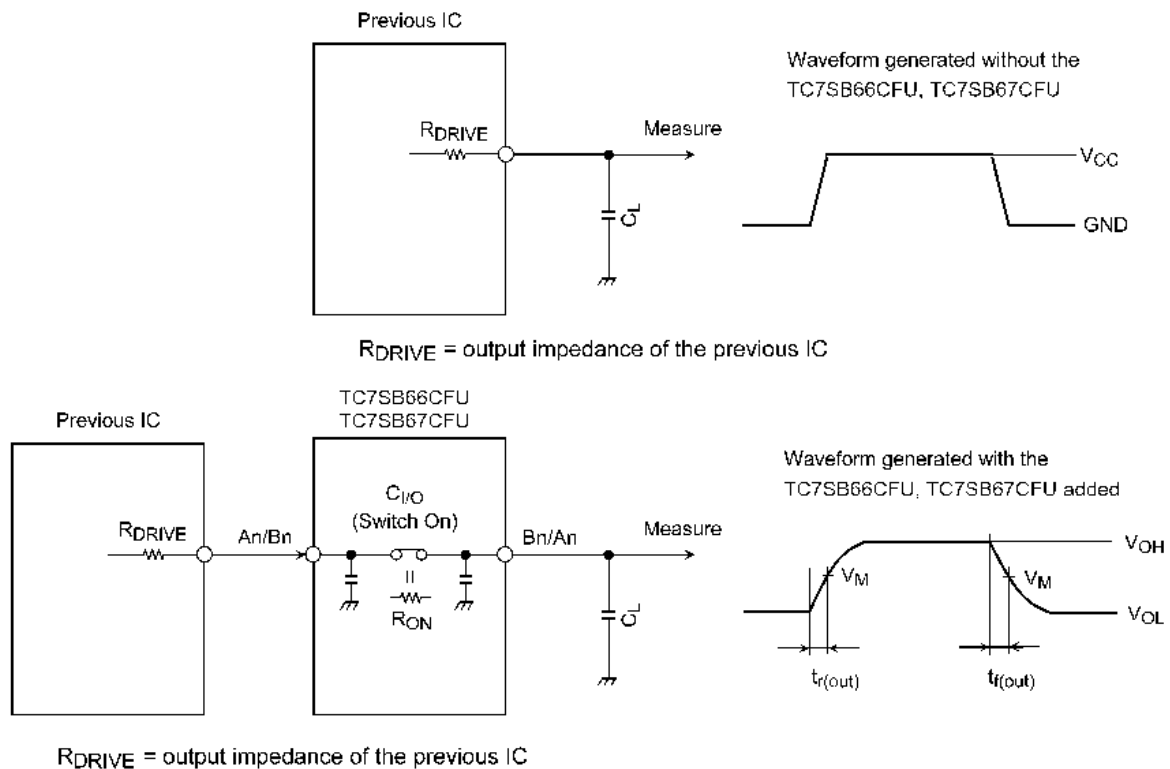 Previous IC
Waveform generated without the
TC7SB66CFU, TC7SB67CFU
RDRIVE
Measure
VCC
CL
GND
RDRIVE = output impedance of the previous IC
TC7SB66CFU
TC7SB67CFU
Previous IC
Waveform generated with the
TC7SB66CFU, TC7SB67CFU added
CI/O
(Switch On)
RDRIVE
An/Bn
Bn/An
Measure
VOH
VM
VM
II
RON
CL
VOL
tr(out)
tf(out)
RDRIVE = output impedance of the previous IC